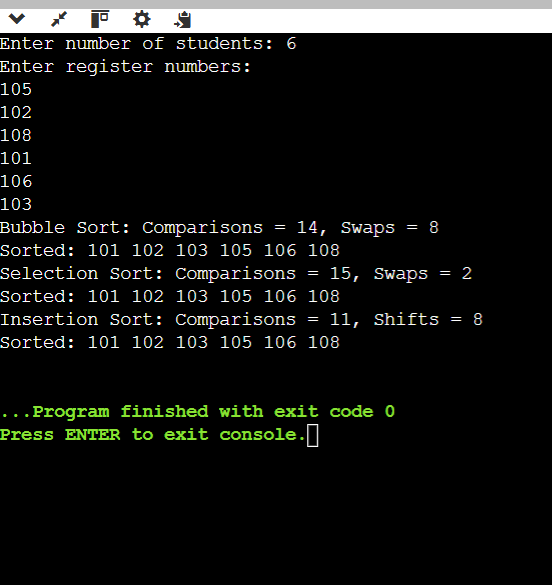 Enter number of students: 6
Enter register numbers:
105
102
108
101
106
103
Bubble Sort: Comparisons = 14, Swaps = 8
Sorted: 101 102 103 105 106 108
Selection Sort: Comparisons = 15, Swaps = 2
Sorted: 101 102 103 105 106 108
Insertion Sort: Comparisons = 11, Shifts = 8
Sorted: 101 102 103 105 106 108
...Program finished with exit code 0
Press ENTER to exit console.